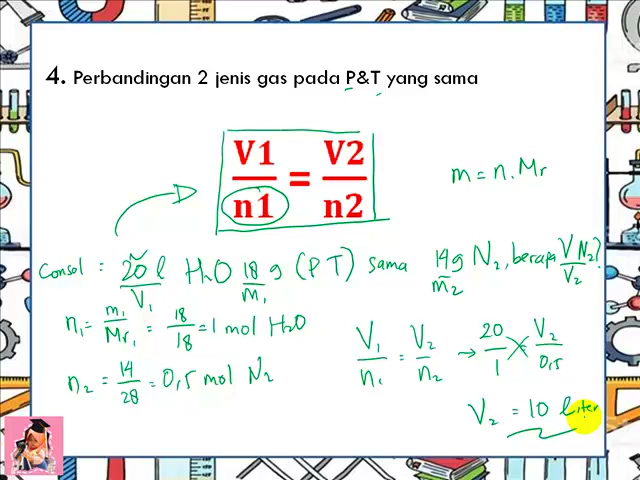 4. Perbandingan 2 jenis gas pada P&T yang sama
V1/n1 = V2/n2
m = n. Mr
Consol = 20 l H2O 18 g (P T) sama 14g N2, berapa V N2?
V1 m1 m2 V2
n1 = m1/Mr1 = 18/18 = 1 mol H2O
V1/n1 = V2/n2 → 20/1 V2/0,5
n2 = 14/28 = 0,5 mol N2
V2 = 10 liter